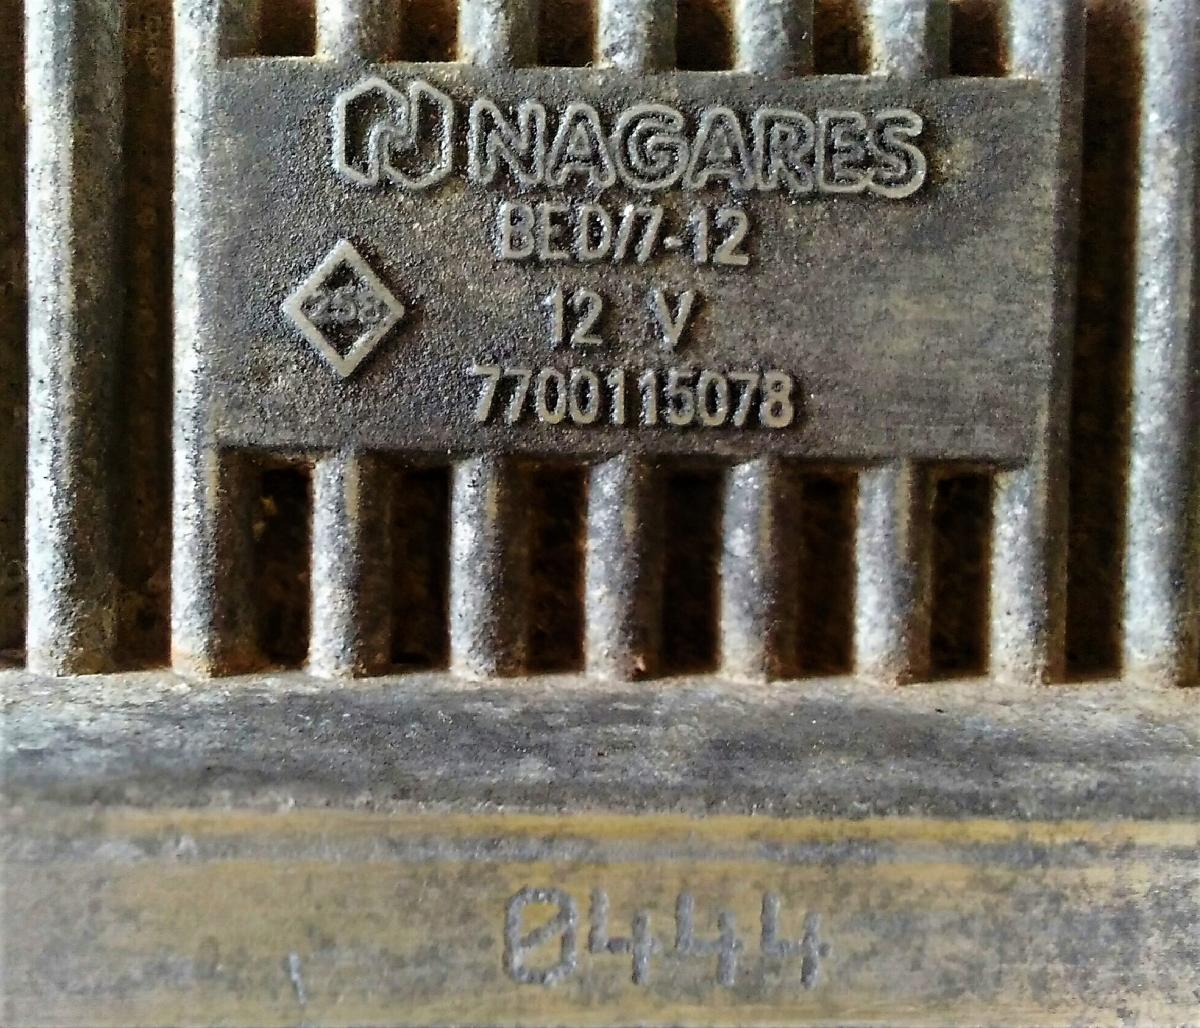 NAGARES
BED/7-12
12 V
7700115078
0444